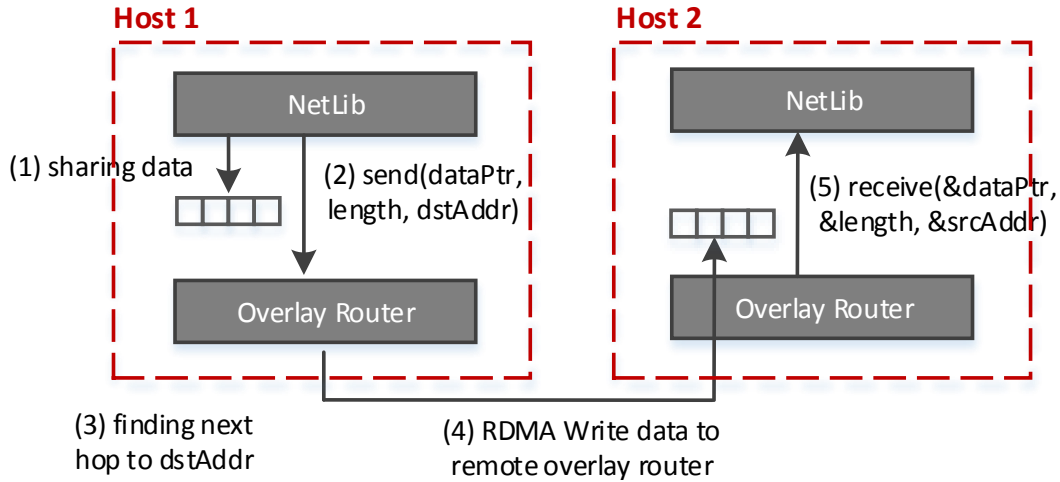 Host 1
Host 2
NetLib
NetLib
(1) sharing data
(2) send(dataPtr,
length, dstAddr)
(5) receive(&dataPtr,
&length, &srcAddr)
Overlay Router
Overlay Router
(3) finding next
hop to dstAddr
(4) RDMA Write data to
remote overlay router